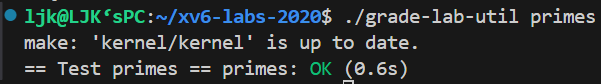 ljk@LJK‘sPC:~/xv6-labs-2020$ ./grade-lab-util primes
make: 'kernel/kernel' is up to date.
== Test primes == primes: OK (0.6s)